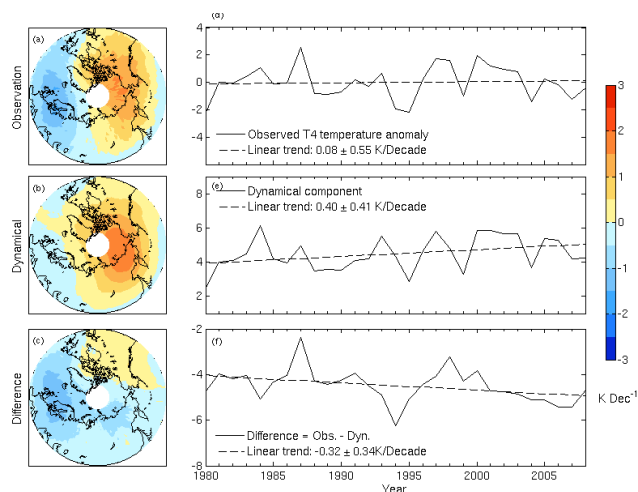 (d)
(a)
Observation
4
2
0
-2
-4
Observed T4 temperature anomaly
Linear trend: 0.08 ± 0.55 K/Decade
(b)
Dynamical
(e)
8
6
4
2
Dynamical component
Linear trend: 0.40 ± 0.41 K/Decade
(c)
Difference
(f)
-2
-4
-6
-8
Difference = Obs. - Dyn.
Linear trend: -0.32 ± 0.34K/Decade
1980 1985 1990 1995 2000 2005
Year
3
2
1
0
-1
-2
-3
K Dec⁻¹